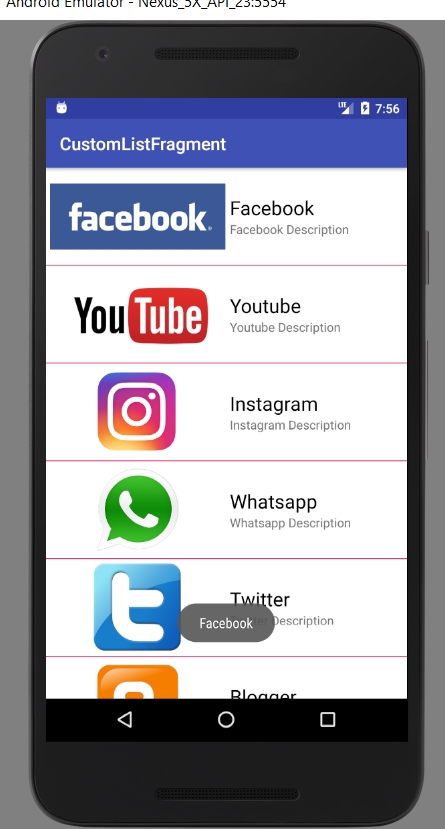 Android Emulator - Nexus_5X_API_23:5554
LTE 7:56
CustomListFragment
facebook.
Facebook
Facebook Description
YouTube
Youtube
Youtube Description
Instagram
Instagram Description
Whatsapp
Whatsapp Description
Twitter
Description
Facebook
Blogger